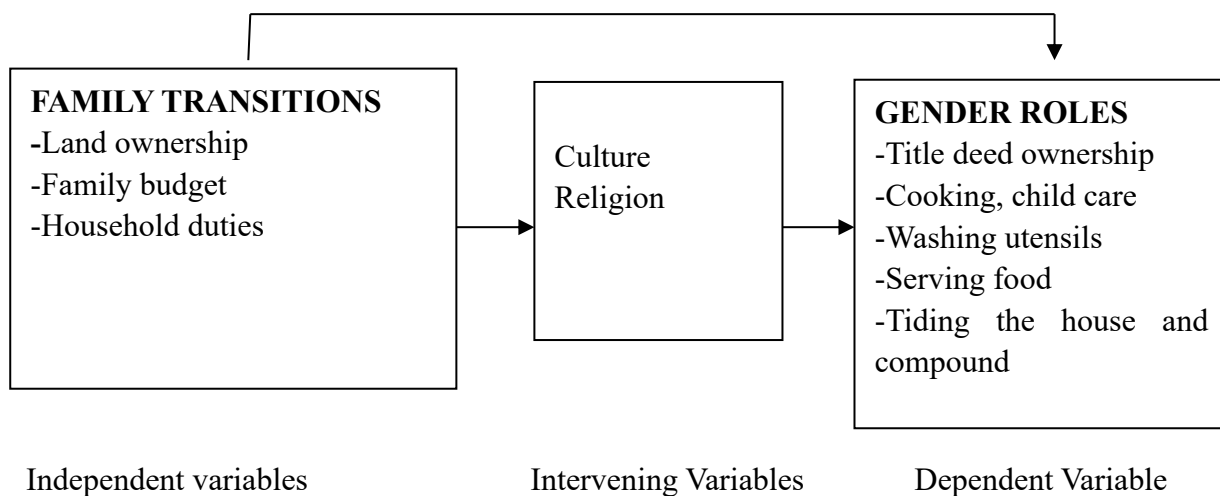 FAMILY TRANSITIONS
-Land ownership
-Family budget
-Household duties
Culture
Religion
GENDER ROLES
-Title deed ownership
-Cooking, child care
-Washing utensils
-Serving food
-Tiding the house and
compound
Independent variables
Intervening Variables
Dependent Variable